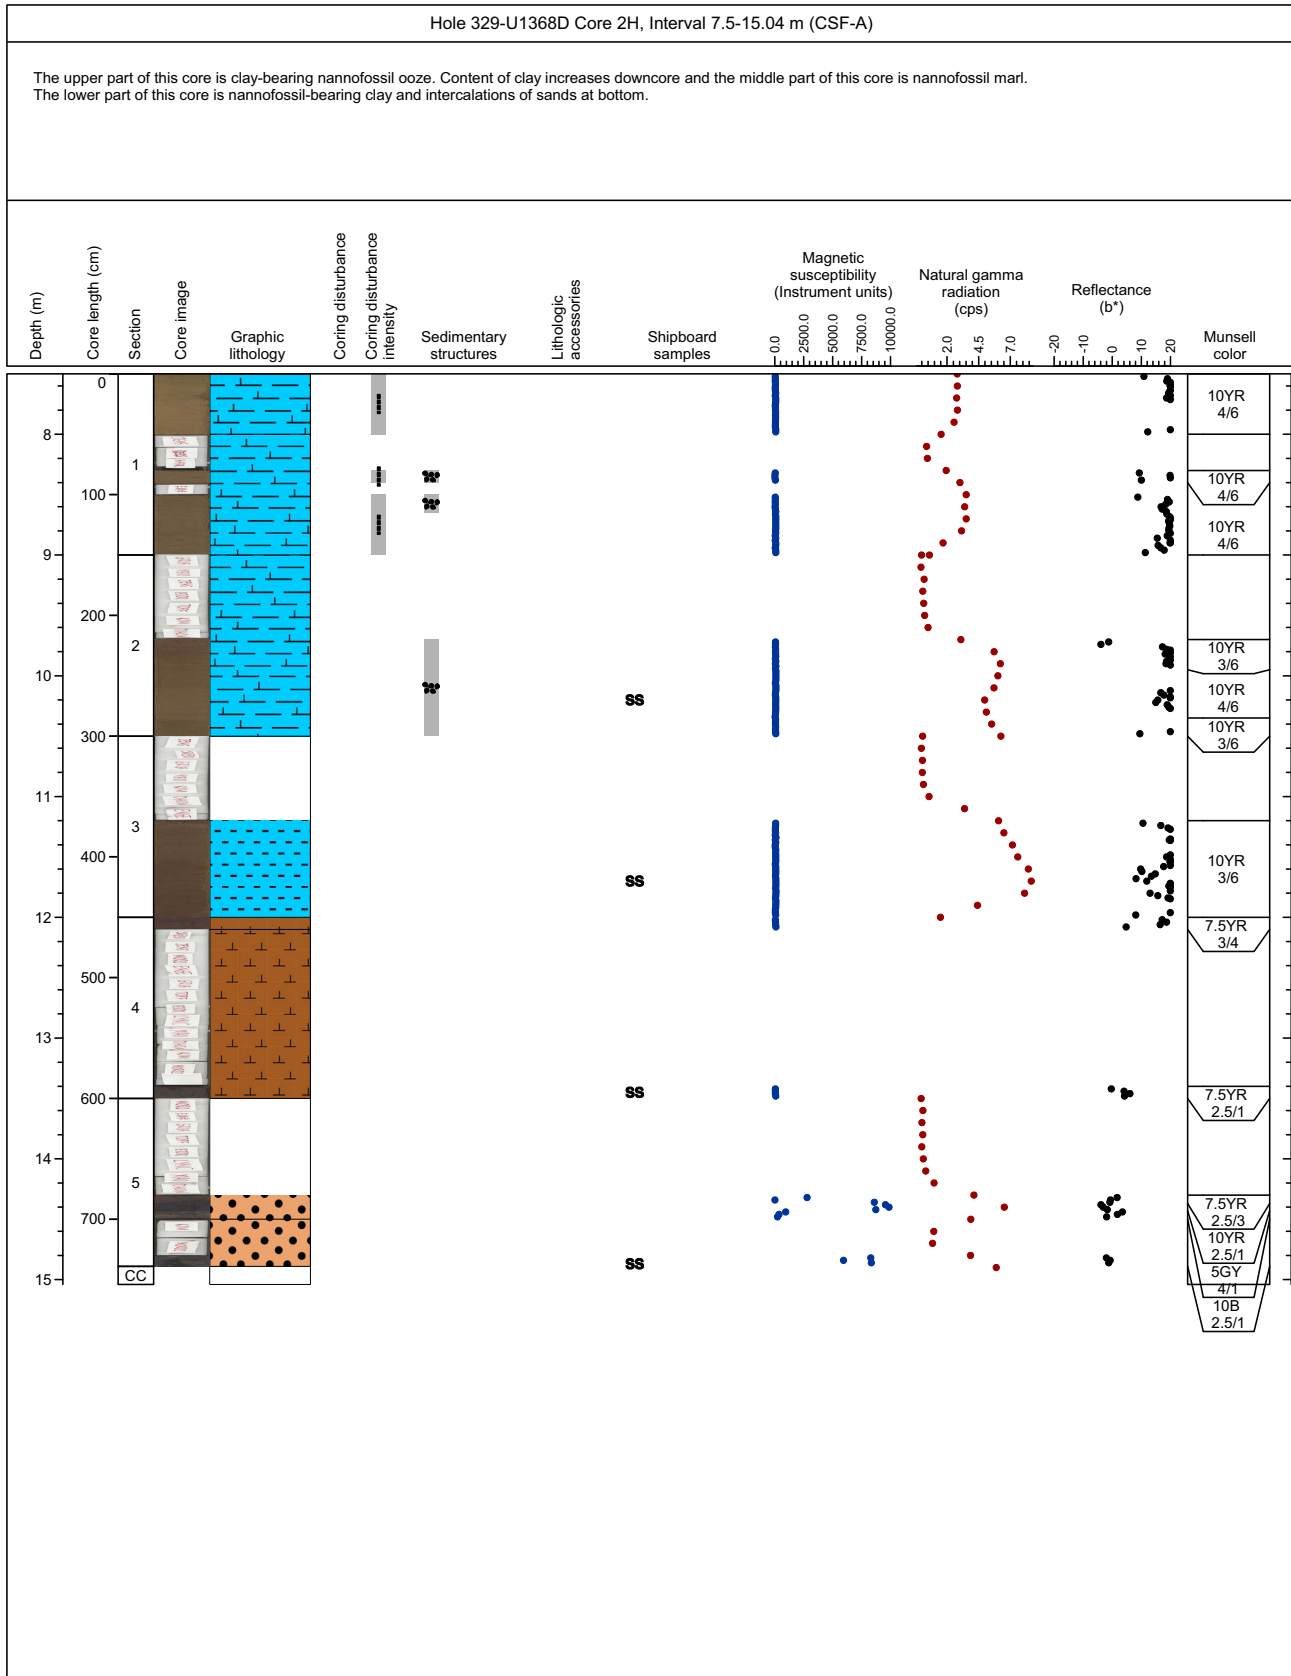 Hole 329-U1368D Core 2H, Interval 7.5-15.04 m (CSF-A)
The upper part of this core is clay-bearing nannofossil ooze. Content of clay increases downcore and the middle part of this core is nannofossil marl.
The lower part of this core is nannofossil-bearing clay and intercalations of sands at bottom.
Depth (m)
Core length (cm)
Section
Core image
Graphic
lithology
Coring disturbance
Coring disturbance
intensity
Sedimentary
structures
Lithologic
accessories
Shipboard
samples
Magnetic
susceptibility
(Instrument units)
0.0
2500.0
5000.0
7500.0
10000.0
Natural gamma
radiation
(cps)
2.0
4.5
7.0
Reflectance
(b*)
-20
-10
0
10
20
Munsell
color
8
9
10
11
12
13
14
15
0
100
200
300
400
500
600
700
1
2
3
4
5
CC
SS
SS
SS
SS
10YR
4/6
10YR
4/6
10YR
4/6
10YR
3/6
10YR
4/6
10YR
3/6
10YR
3/6
7.5YR
3/4
7.5YR
2.5/1
7.5YR
2.5/3
10YR
2.5/1
5GY
4/1
10B
2.5/1